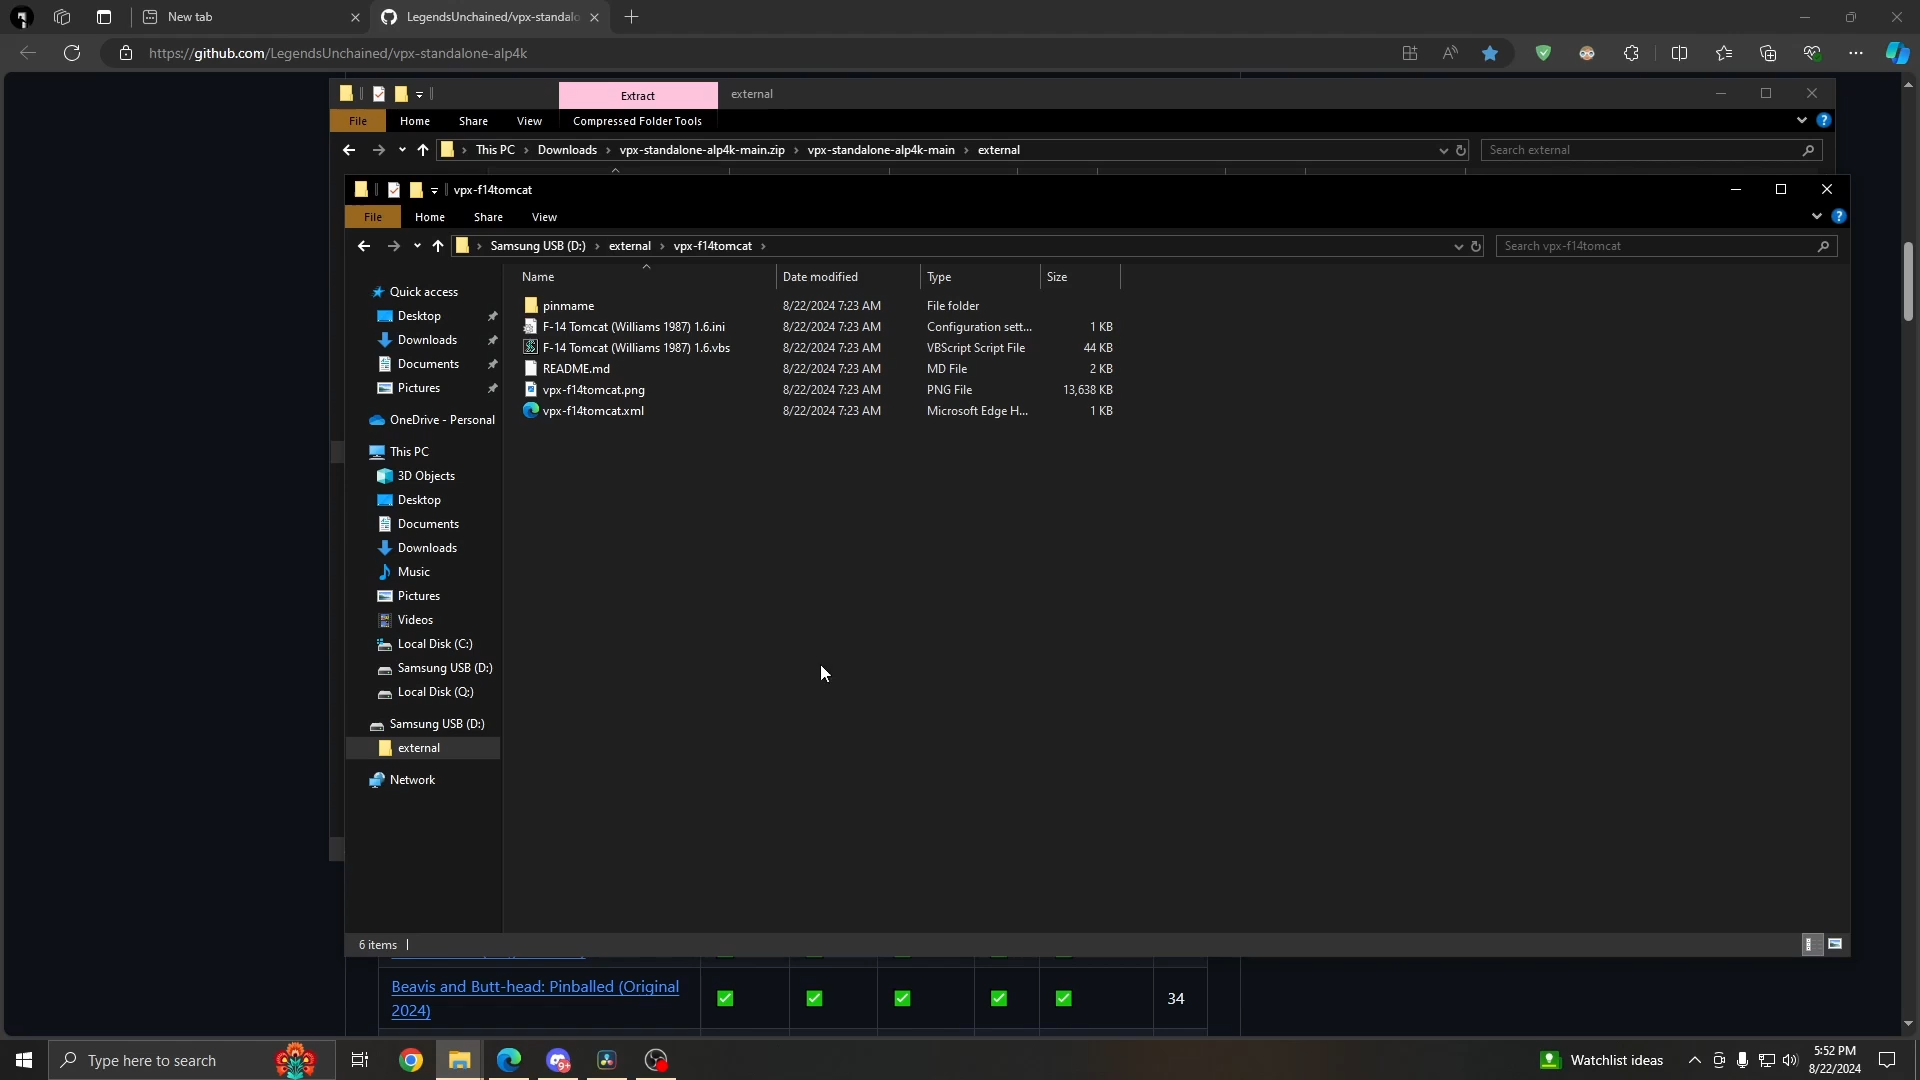 New tab
LegendsUnchained/vpx-standalo
https://github.com/LegendsUnchained/vpx-standalone-alp4k
Extract
external
File
Home
Share
View
Compressed Folder Tools
This PC
Downloads
vpx-standalone-alp4k-main.zip
vpx-standalone-alp4k-main
external
Search external
vpx-f14tomcat
File
Home
Share
View
Samsung USB (D:)
external
vpx-f14tomcat
Search vpx-f14tomcat
Name
Date modified
Type
Size
Quick access
Desktop
Downloads
Documents
Pictures
OneDrive - Personal
This PC
3D Objects
Desktop
Documents
Downloads
Music
Pictures
Videos
Local Disk (C:)
Samsung USB (D:)
Local Disk (Q:)
Samsung USB (D:)
external
Network
pinmame 8/22/2024 7:23 AM File folder
F-14 Tomcat (Williams 1987) 1.6.ini 8/22/2024 7:23 AM Configuration sett... 1 KB
F-14 Tomcat (Williams 1987) 1.6.vbs 8/22/2024 7:23 AM VBScript Script File 44 KB
README.md 8/22/2024 7:23 AM MD File 2 KB
vpx-f14tomcat.png 8/22/2024 7:23 AM PNG File 13,638 KB
vpx-f14tomcat.xml 8/22/2024 7:23 AM Microsoft Edge H... 1 KB
6 items
Beavis and Butt-head: Pinballed (Original
2024)
34
Type here to search
9+
Watchlist ideas
5:52 PM
8/22/2024